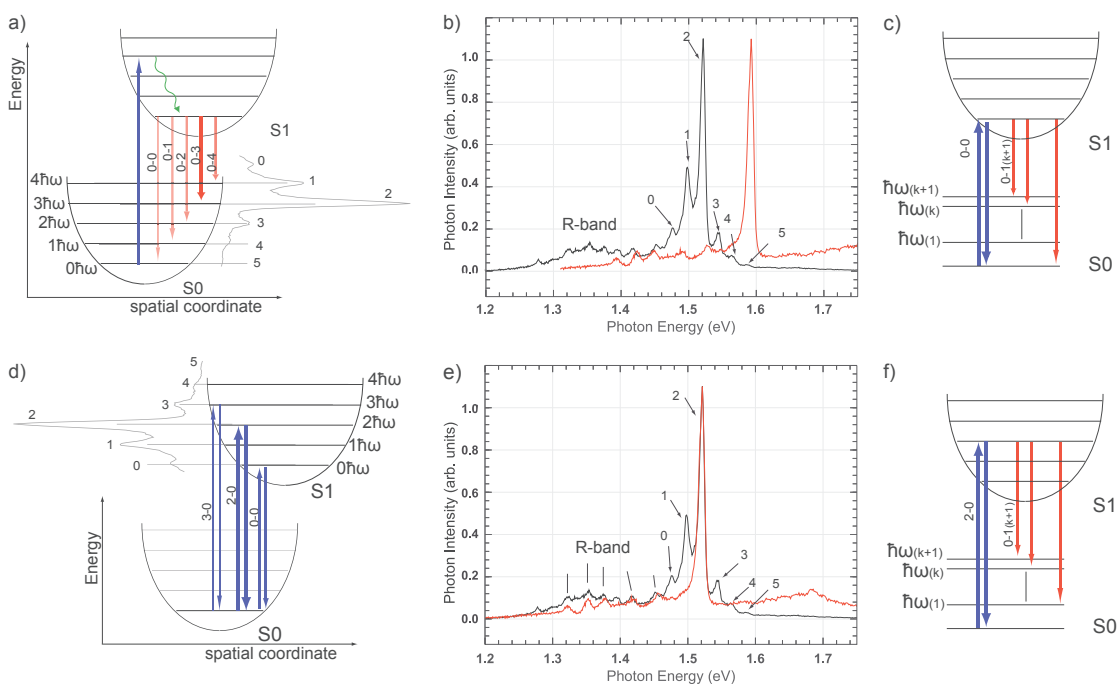 a)
Energy
spatial coordinate
S1
S0
0-0
0-1
0-2
0-3
0-4
4ħω
3ħω
2ħω
1ħω
0ħω
0
1
2
3
4
5
b)
Photon Intensity (arb. units)
1.0
0.8
0.6
0.4
0.2
0.0
1.2
1.3
1.4
1.5
1.6
1.7
Photon Energy (eV)
R-band
0
1
2
3
4
5
c)
0-0
0-1(k+1)
S1
ħω(k+1)
ħω(k)
ħω(1)
S0
d)
5
4
3
2
1
0
4ħω
3ħω
2ħω
1ħω
0ħω
S1
3-0
2-0
0-0
Energy
S0
spatial coordinate
e)
Photon Intensity (arb. units)
1.0
0.8
0.6
0.4
0.2
0.0
1.2
1.3
1.4
1.5
1.6
1.7
Photon Energy (eV)
R-band
0
1
2
3
4
5
f)
2-0
0-1(k+1)
S1
ħω(k+1)
ħω(k)
ħω(1)
S0